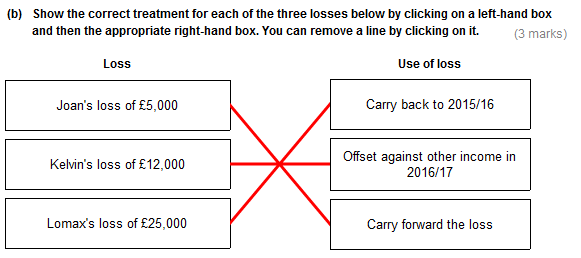 (b) Show the correct treatment for each of the three losses below by clicking on a left-hand box
and then the appropriate right-hand box. You can remove a line by clicking on it. (3 marks)
Loss Use of loss
Joan's loss of £5,000 Carry back to 2015/16
Kelvin's loss of £12,000 Offset against other income in
2016/17
Lomax's loss of £25,000 Carry forward the loss